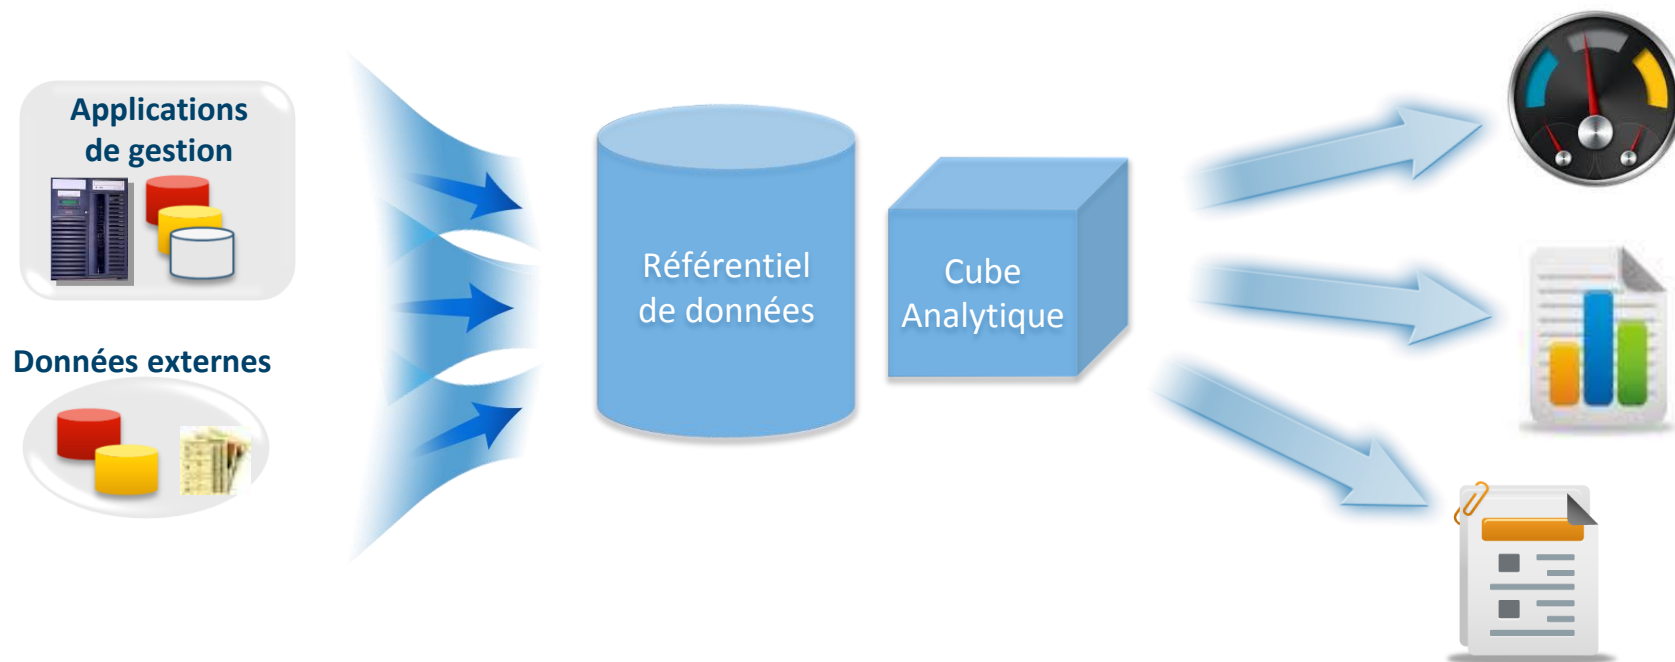 Applications
de gestion
Données externes
Référentiel
de données
Cube
Analytique